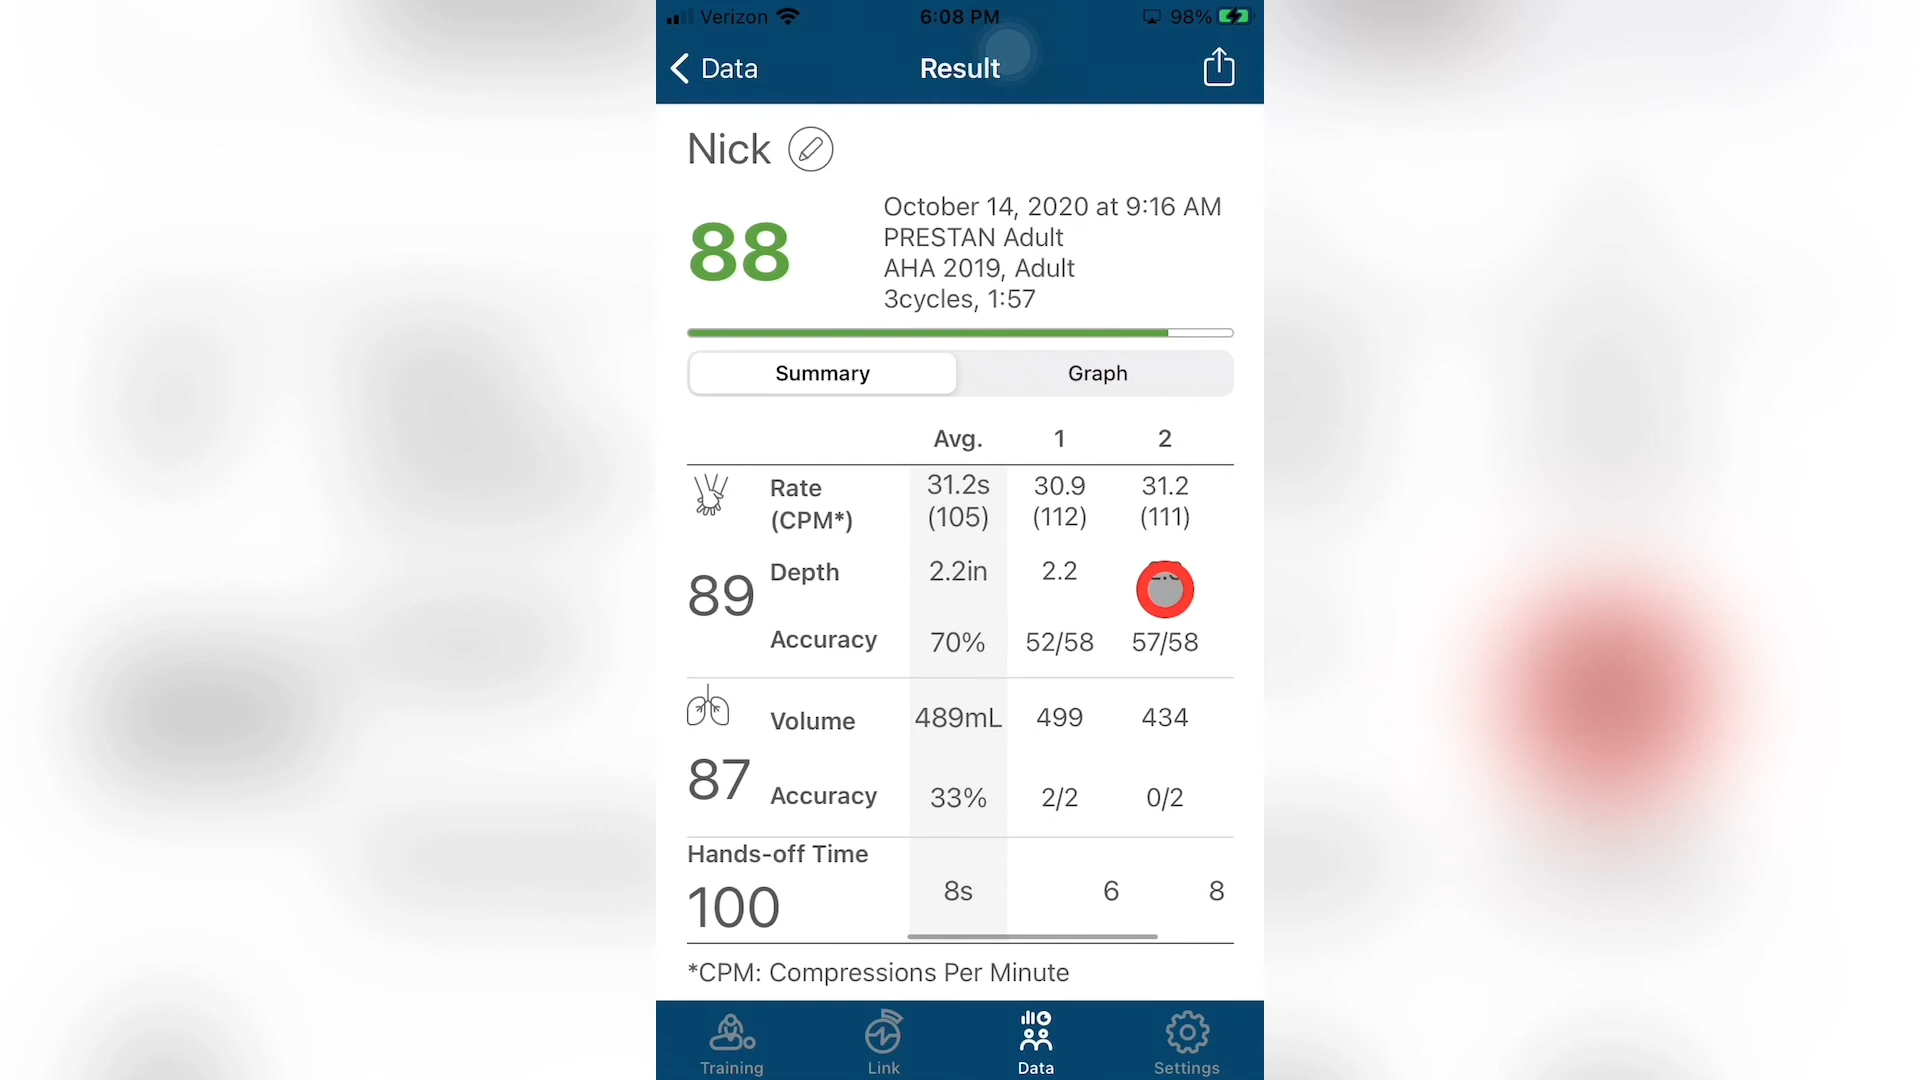 Verizon 6:08 PM 98%
Data Result
Nick
88
October 14, 2020 at 9:16 AM
PRESTAN Adult
AHA 2019, Adult
3cycles, 1:57
Summary Graph
Avg. 1 2
Rate 31.2s 30.9 31.2
(CPM*) (105) (112) (111)
Depth 2.2in 2.2
89
Accuracy 70% 52/58 57/58
Volume 489mL 499 434
87
Accuracy 33% 2/2 0/2
Hands-off Time
100 8s 6 8
*CPM: Compressions Per Minute
Training Link Data Settings